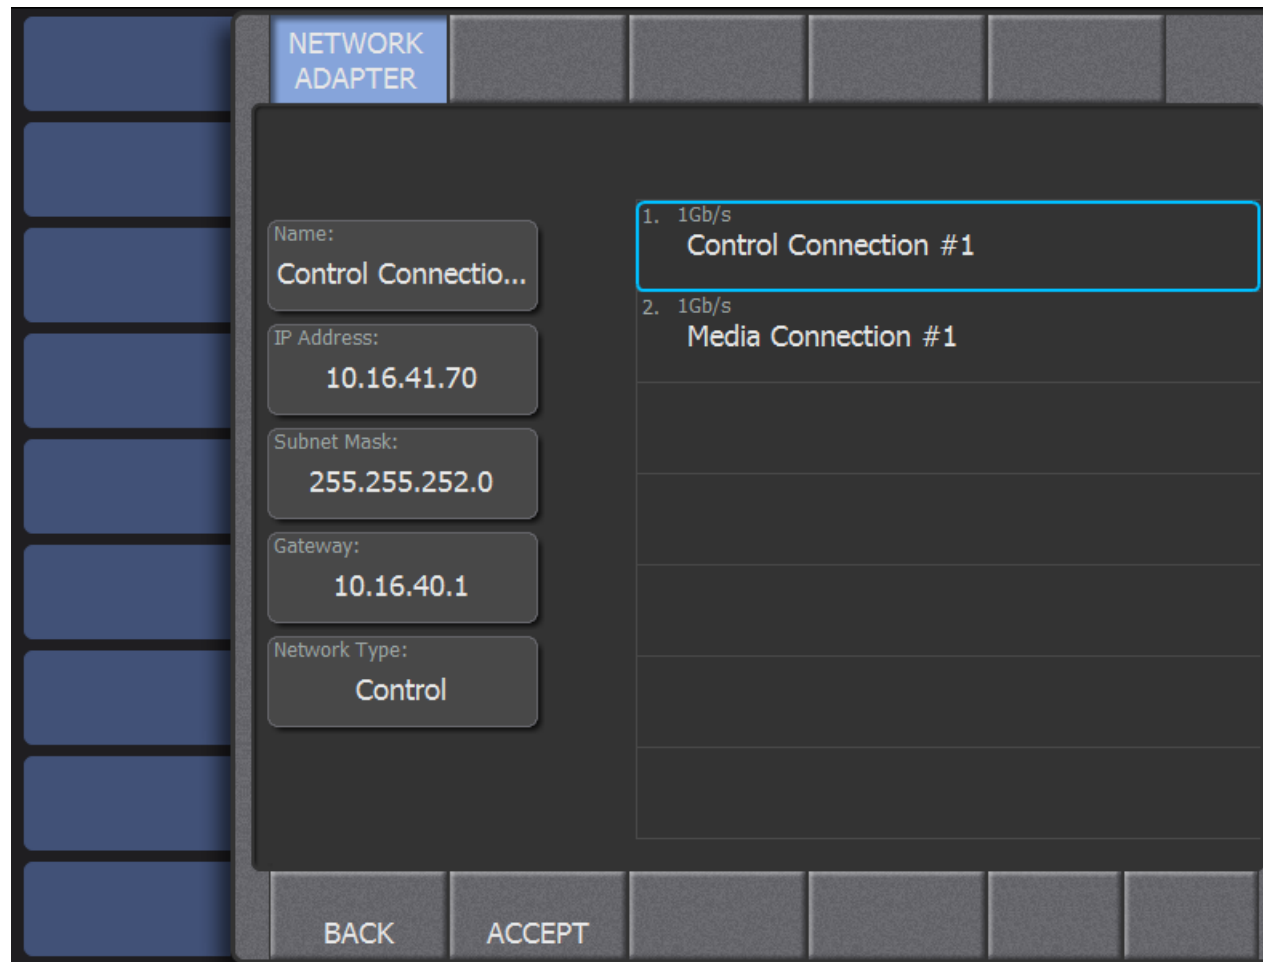 NETWORK
ADAPTER
Name:
Control Connectio...
IP Address:
10.16.41.70
Subnet Mask:
255.255.252.0
Gateway:
10.16.40.1
Network Type:
Control
1. 1Gb/s
Control Connection #1
2. 1Gb/s
Media Connection #1
BACK
ACCEPT